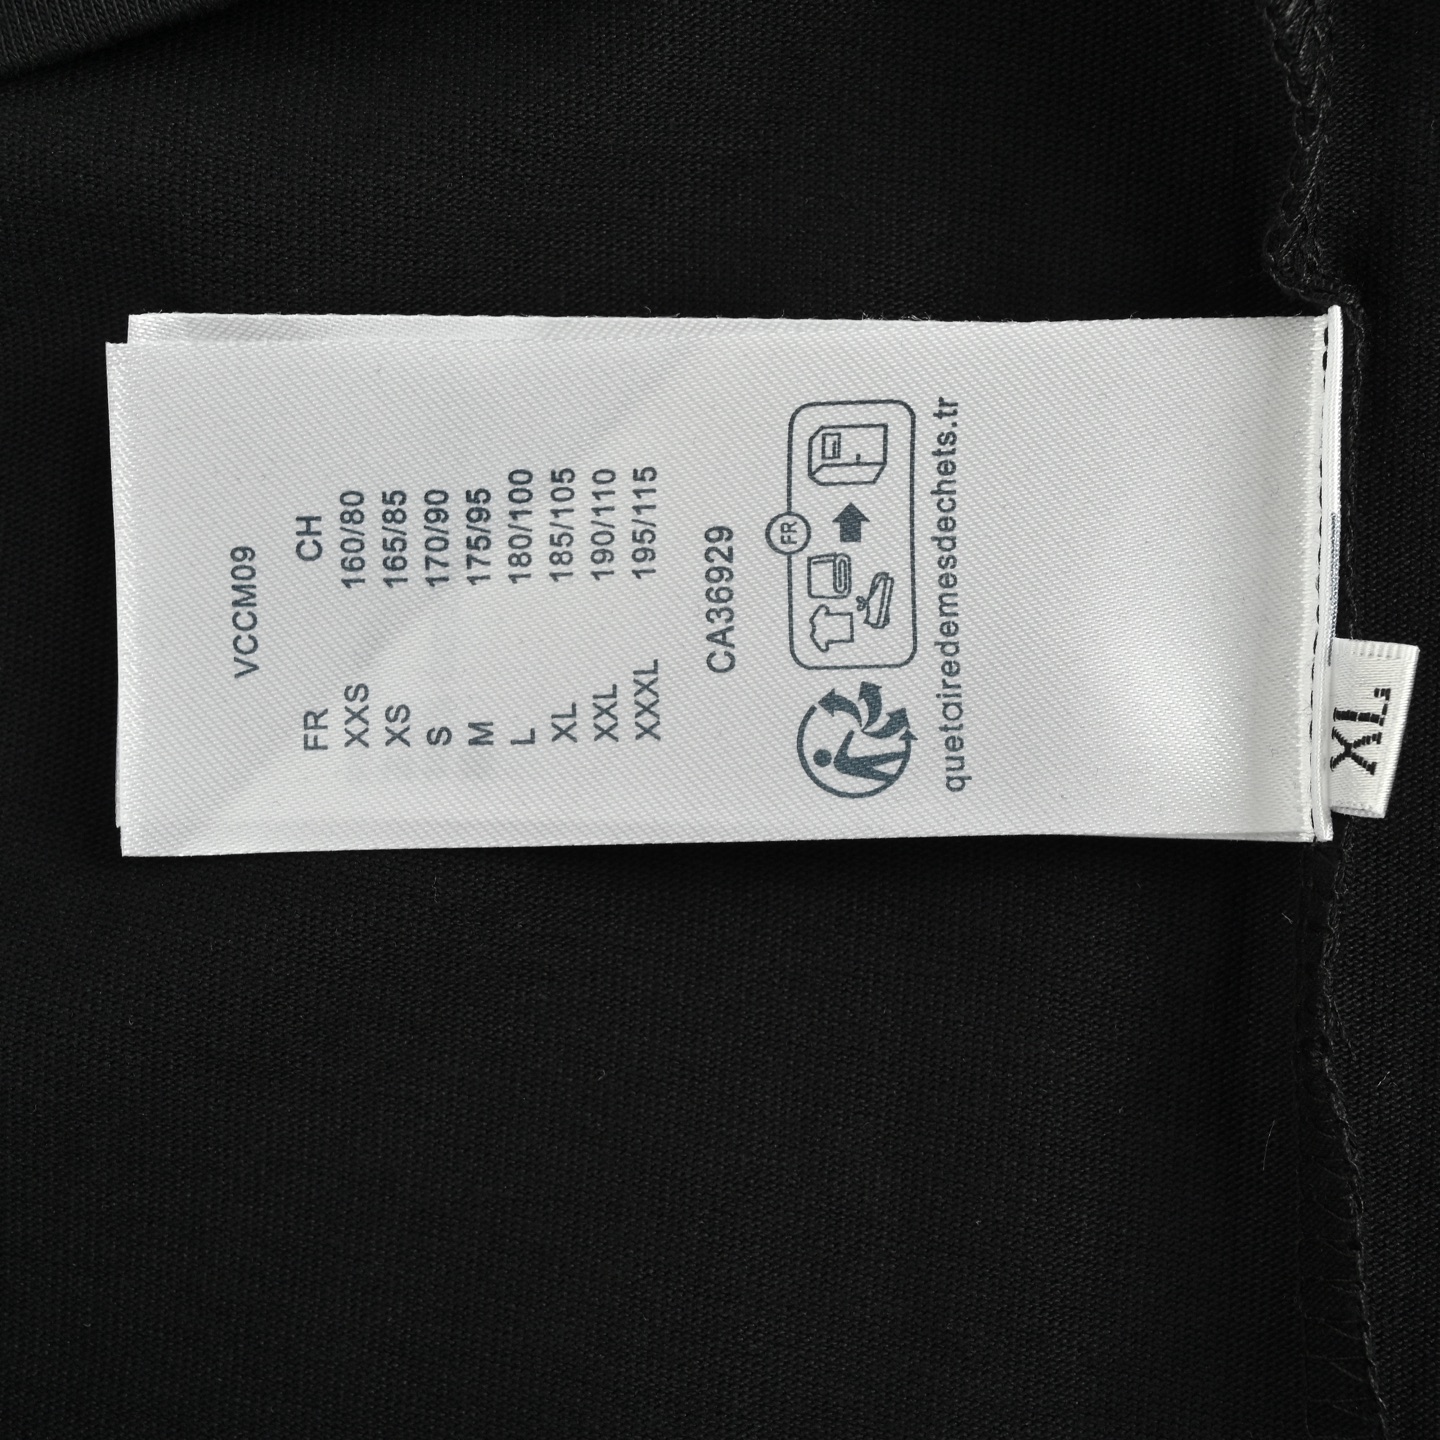 VCCM09
FR CH
XXS 160/80
XS 165/85
S 170/90
M 175/95
L 180/100
XL 185/105
XXL 190/110
XXXL 195/115
CA36929
FR
quetairedemesdechets.tr
XL